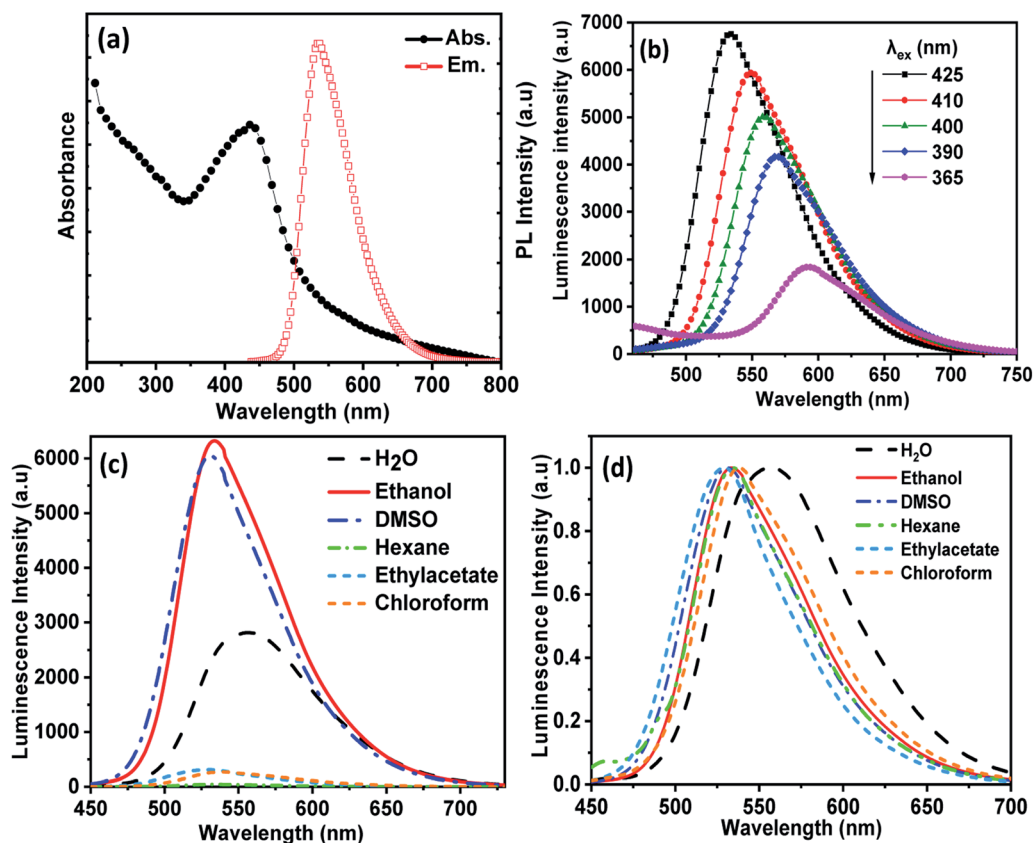 (a)
Abs.
Em.
Absorbance
PL Intensity (a.u)
200 300 400 500 600 700 800
Wavelength (nm)
(b)
λex (nm)
425
410
400
390
365
Luminescence intensity (a.u)
7000
6000
5000
4000
3000
2000
1000
0
500 550 600 650 700 750
Wavelength (nm)
(c)
H2O
Ethanol
DMSO
Hexane
Ethylacetate
Chloroform
Luminescence Intensity (a.u)
6000
5000
4000
3000
2000
1000
0
450 500 550 600 650 700
Wavelength (nm)
(d)
H2O
Ethanol
DMSO
Hexane
Ethylacetate
Chloroform
Luminescence Intensity (a.u)
1.0
0.8
0.6
0.4
0.2
0.0
450 500 550 600 650 700
Wavelength (nm)